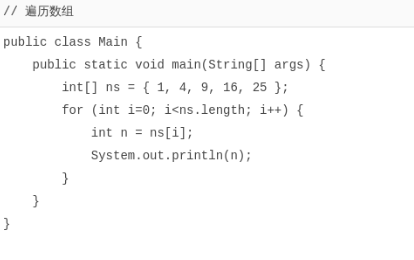 // 遍历数组
public class Main {
    public static void main(String[] args) {
        int[] ns = { 1, 4, 9, 16, 25 };
        for (int i=0; i<ns.length; i++) {
            int n = ns[i];
            System.out.println(n);
        }
    }
}